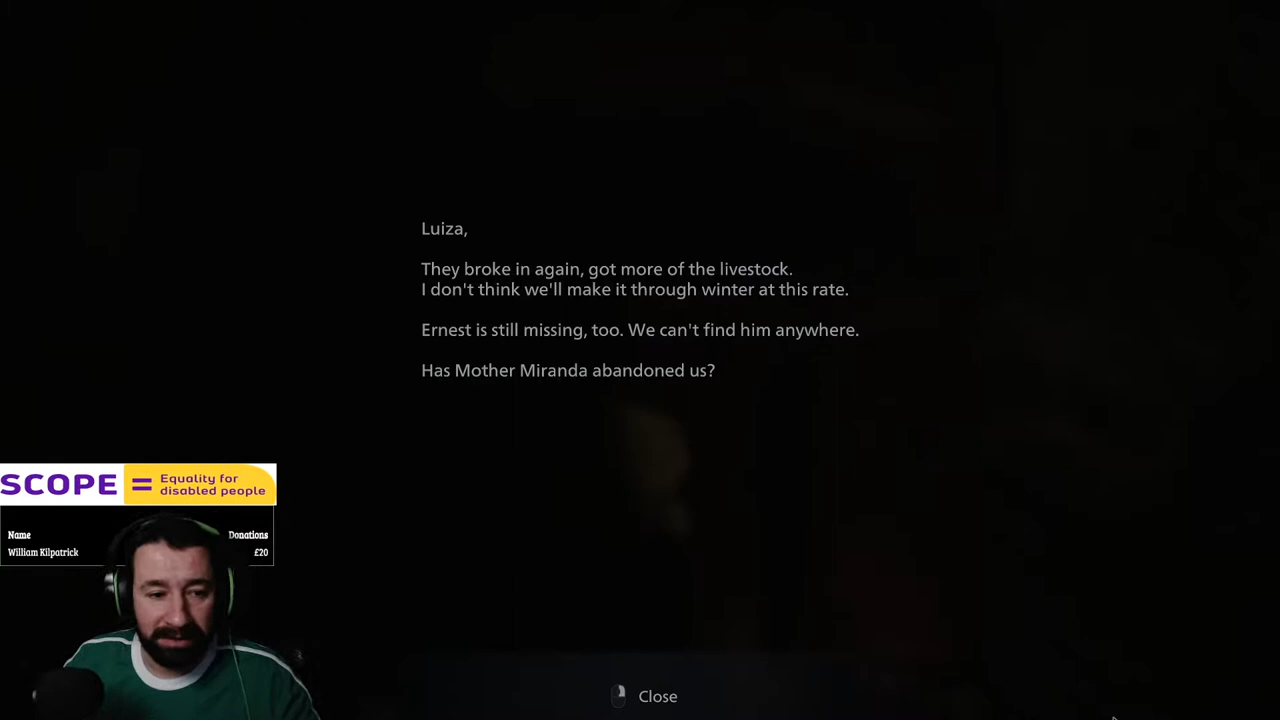 Luiza,
They broke in again, got more of the livestock.
I don't think we'll make it through winter at this rate.
Ernest is still missing, too. We can't find him anywhere.
Has Mother Miranda abandoned us?
SCOPE = Equality for
disabled people
Name Donations
William Kilpatrick £20
Close